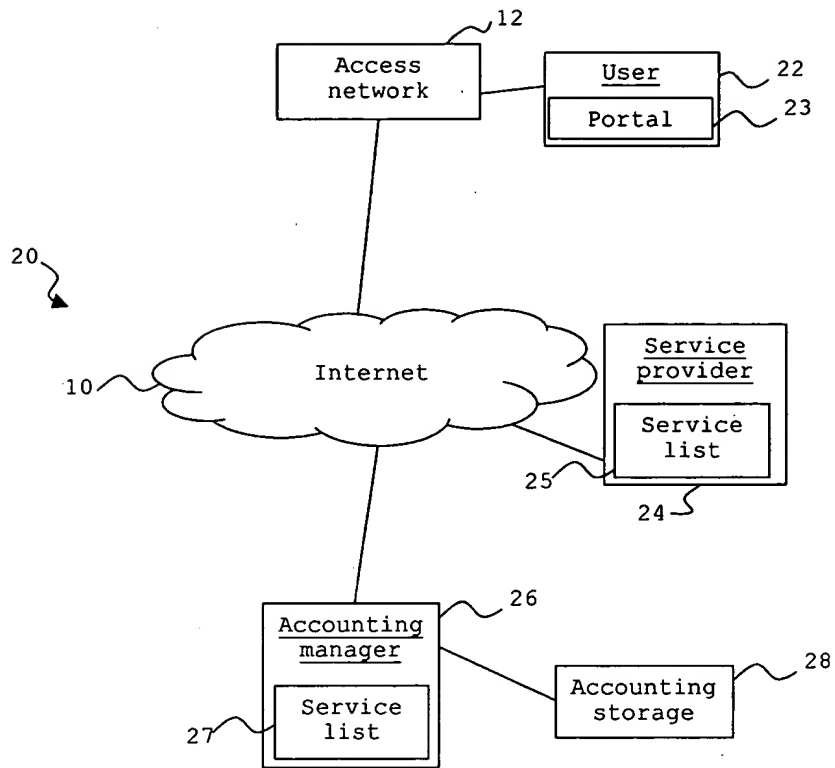 12
Access
network
User
22
Portal
23
20
10
Internet
Service
provider
Service
list
25
24
Accounting
manager
26
Service
list
27
Accounting
storage
28